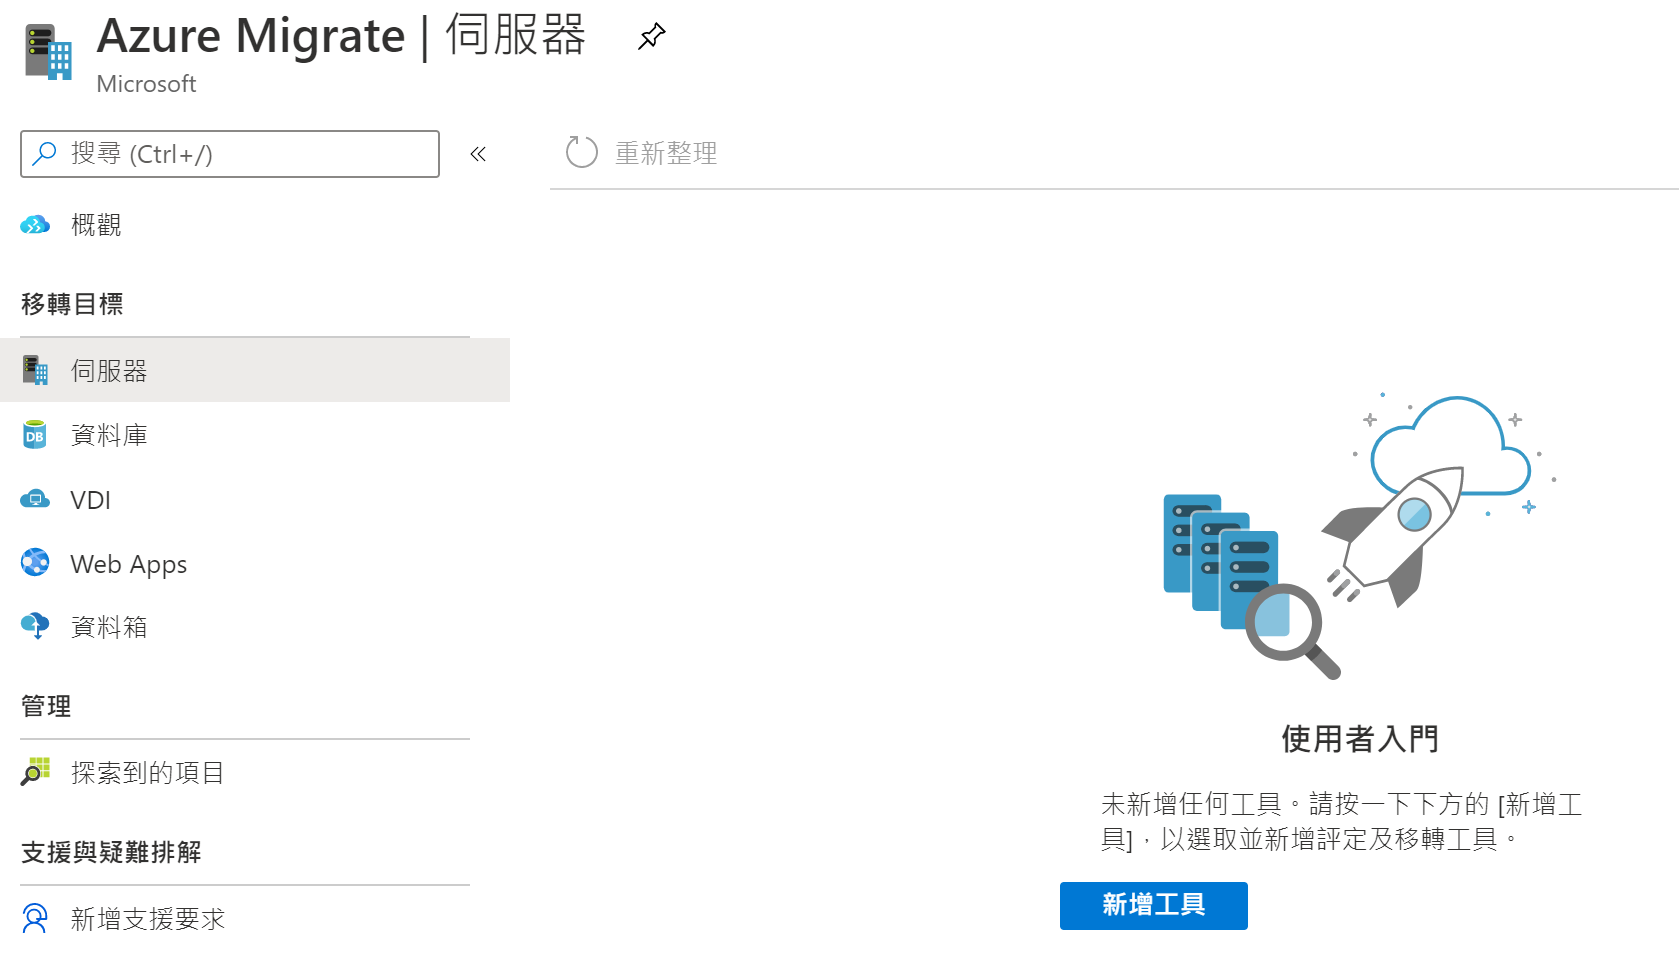 Azure Migrate | 伺服器
Microsoft
搜尋 (Ctrl+/)
«
重新整理
概觀
移轉目標
伺服器
DB
資料庫
VDI
Web Apps
資料箱
管理
探索到的項目
支援與疑難排解
新增支援要求
使用者入門
未新增任何工具。請按一下下方的 [新增工
具]，以選取並新增評定及移轉工具。
新增工具